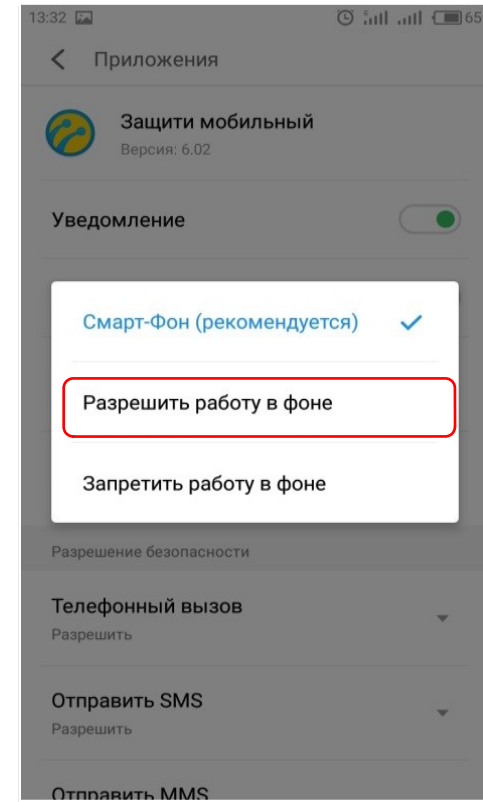 13:32 65
Приложения
Защити мобильный
Версия: 6.02
Уведомление
Смарт-Фон (рекомендуется)
Разрешить работу в фоне
Запретить работу в фоне
Разрешение безопасности
Телефонный вызов
Разрешить
Отправить SMS
Разрешить
Отправить MMS